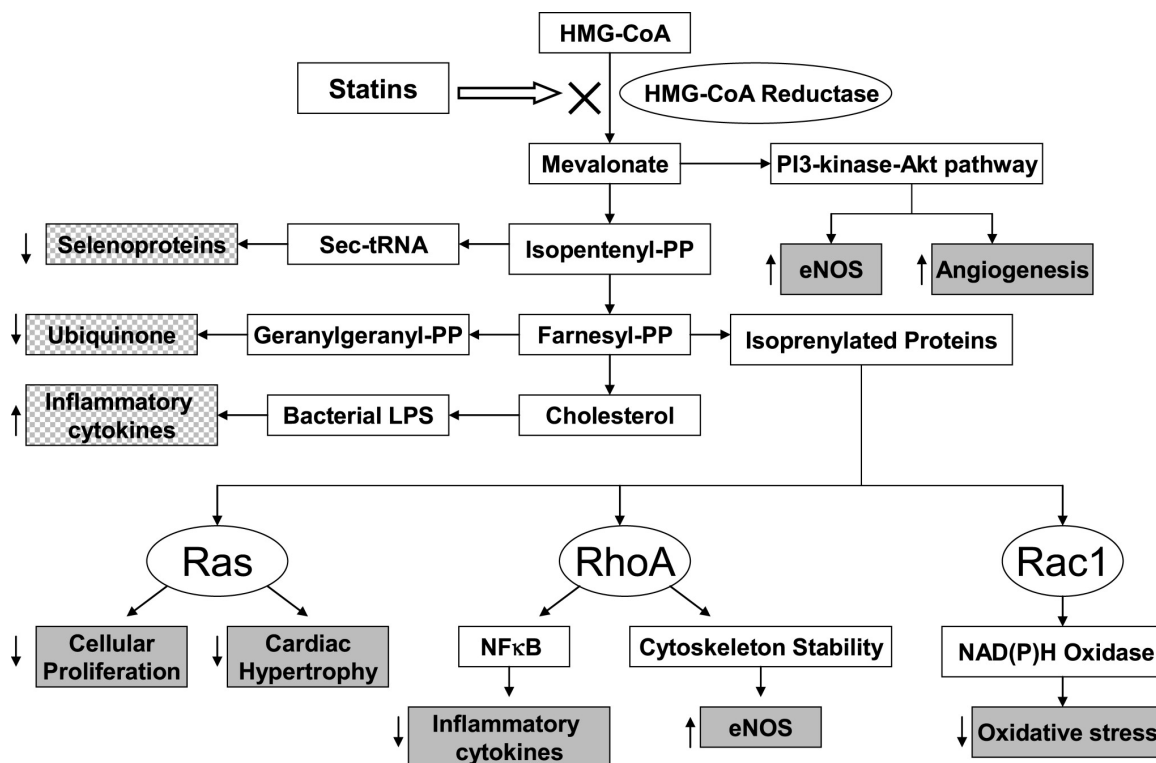 HMG-CoA
Statins
HMG-CoA Reductase
Mevalonate
PI3-kinase-Akt pathway
Selenoproteins
Sec-tRNA
Isopentenyl-PP
eNOS
Angiogenesis
Ubiquinone
Geranylgeranyl-PP
Farnesyl-PP
Isoprenylated Proteins
Inflammatory
cytokines
Bacterial LPS
Cholesterol
Ras
RhoA
Rac1
Cellular
Proliferation
Cardiac
Hypertrophy
NFκB
Cytoskeleton Stability
NAD(P)H Oxidase
Inflammatory
cytokines
eNOS
Oxidative stress